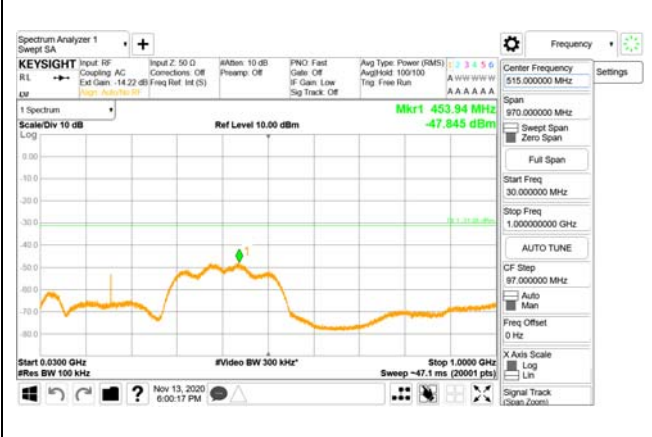 Spectrum Analyzer 1
Swept SA
Frequency
KEYSIGHT
RL
Input: RF
Coupling: AC
Ext Gain: -14.22 dB
Align: Auto/No RF
Input Z: 50 Ω
Corrections: Off
Freq Ref: Int (S)
#Atten: 10 dB
Preamp: Off
PNO: Fast
Gate: Off
IF Gain: Low
Sig Track: Off
Avg Type: Power (RMS)
Avg|Hold: 100/100
Trig: Free Run
1 2 3 4 5 6
A W W W W W
A A A A A A
1 Spectrum
Scale/Div 10 dB
Log
Ref Level 10.00 dBm
Mkr1 453.94 MHz
-47.845 dBm
0.00
-10.0
-20.0
-30.0
-40.0
-50.0
-60.0
-70.0
-80.0
1
Start 0.0300 GHz
#Res BW 100 kHz
#Video BW 300 kHz*
Stop 1.0000 GHz
Sweep ~47.1 ms (20001 pts)
Nov 13, 2020
6:00:17 PM
Center Frequency
515.000000 MHz
Settings
Span
970.000000 MHz
Swept Span
Zero Span
Full Span
Start Freq
30.000000 MHz
Stop Freq
1.000000000 GHz
AUTO TUNE
CF Step
97.000000 MHz
Auto
Man
Freq Offset
0 Hz
X Axis Scale
Log
Lin
Signal Track
(Span Zoom)